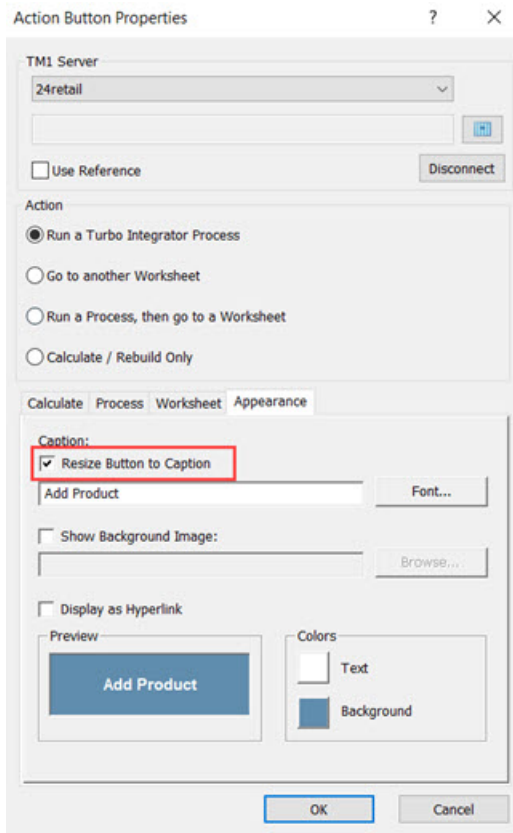 Action Button Properties ? ×
TM1 Server
24retail
Use Reference
Disconnect
Action
Run a Turbo Integrator Process
Go to another Worksheet
Run a Process, then go to a Worksheet
Calculate / Rebuild Only
Calculate Process Worksheet Appearance
Caption:
Resize Button to Caption
Add Product
Font...
Show Background Image:
Browse...
Display as Hyperlink
Preview
Add Product
Colors
Text
Background
OK Cancel